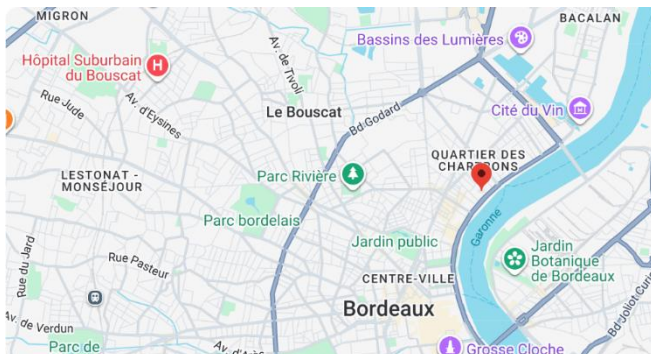 MIGRON
BACALAN
Bassins des Lumières
Hôpital Suburbain
du Bouscat
H
Av. de Tivoli
Rue Jude
Av. d'Eysines
Le Bouscat
Bd Godard
Cité du Vin
QUARTIER DES
CHARTRONS
LESTONAT -
MONSÉJOUR
Parc Rivière
Parc bordelais
Garonne
Jardin public
Jardin
Botanique
de Bordeaux
Rue du Jard
Rue Pasteur
CENTRE-VILLE
Bordeaux
Bd Joliot Curie
Av. de Verdun
Parc de
Grosse Cloche